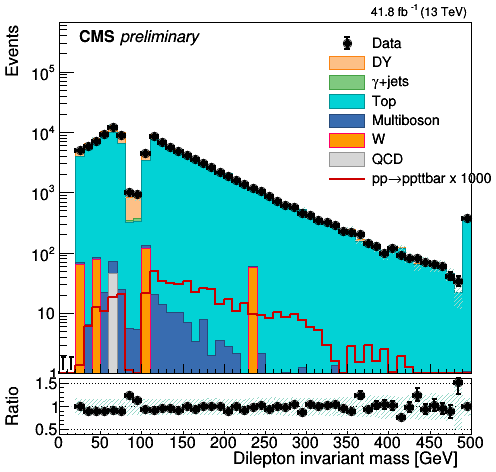 41.8 fb⁻¹ (13 TeV)
CMS preliminary
Events
Data
DY
γ+jets
Top
Multiboson
W
QCD
pp→ppttbar x 1000
10⁵
10⁴
10³
10²
10
1
Ratio
1.5
1
0.5
0 50 100 150 200 250 300 350 400 450 500
Dilepton invariant mass [GeV]